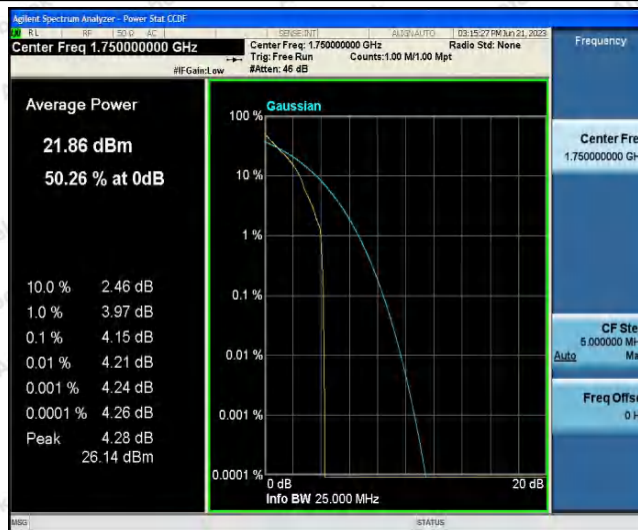 Agilent Spectrum Analyzer - Power Stat CCDF
RL RF 50 Ω AC SENSE:INT ALIGN AUTO 03:15:27 PM Jun 21, 2023
Center Freq 1.750000000 GHz
Center Freq: 1.750000000 GHz Radio Std: None
Trig: Free Run Counts:1.00 M/1.00 Mpt
#IFGain:Low #Atten: 46 dB
Frequency
Average Power
21.86 dBm
50.26 % at 0dB
10.0 % 2.46 dB
1.0 % 3.97 dB
0.1 % 4.15 dB
0.01 % 4.21 dB
0.001 % 4.24 dB
0.0001 % 4.26 dB
Peak 4.28 dB
26.14 dBm
Gaussian
100 %
10 %
1 %
0.1 %
0.01 %
0.001 %
0.0001 %
0 dB 20 dB
Info BW 25.000 MHz
Center Fre
1.750000000 GH
CF Ste
5.000000 MH
Auto Ma
Freq Offs
0 H
MSG STATUS